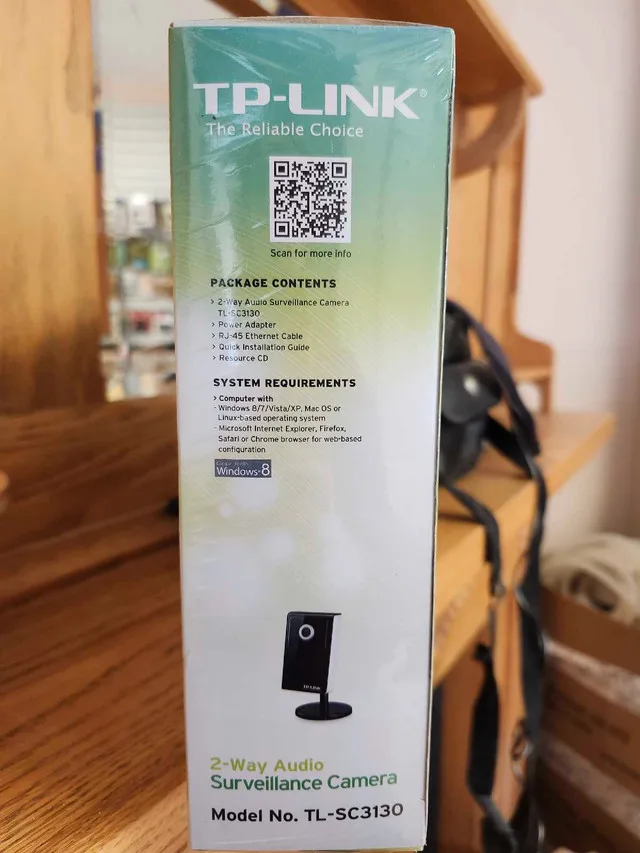 TP-LINK®
The Reliable Choice
Scan for more info
PACKAGE CONTENTS
> 2-Way Audio Surveillance Camera
TL-SC3130
> Power Adapter
> RJ-45 Ethernet Cable
> Quick Installation Guide
> Resource CD
SYSTEM REQUIREMENTS
> Computer with
- Windows 8/7/Vista/XP, Mac OS or
Linux-based operating system
- Microsoft Internet Explorer, Firefox,
Safari or Chrome browser for web-based
configuration
Windows 8
TP-LINK
2-Way Audio
Surveillance Camera
Model No. TL-SC3130